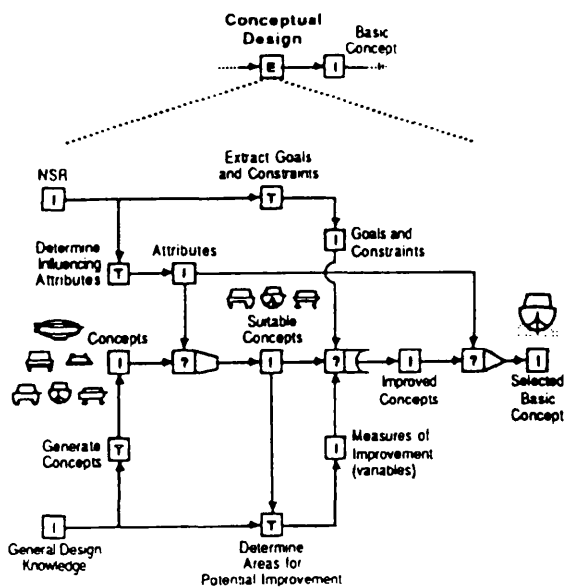 Conceptual
Design
Basic
Concept
E
I
NSR
Extract Goals
and Constraints
I
T
Determine
Influencing
Attributes
Attributes
I
Goals and
Constraints
T
I
Concepts
Suitable
Concepts
I
?
I
?
I
?
I
Improved
Concepts
Selected
Basic
Concept
Generate
Concepts
T
I
Measures of
Improvement
(variables)
I
T
General Design
Knowledge
Determine
Areas for
Potential Improvement